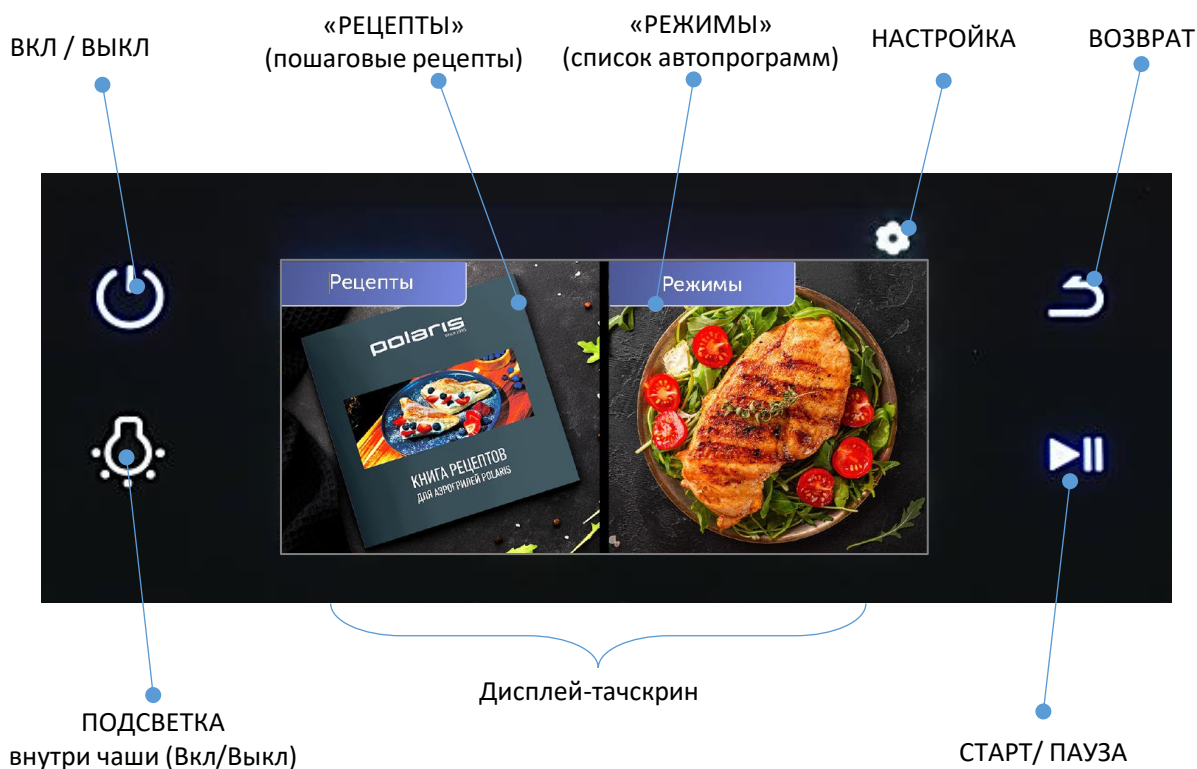 ВКЛ / ВЫКЛ
«РЕЦЕПТЫ»
(пошаговые рецепты)
«РЕЖИМЫ»
(список автопрограмм)
НАСТРОЙКА
ВОЗВРАТ
Рецепты
Режимы
polaris
КНИГА РЕЦЕПТОВ
ДЛЯ АЭРОГРИЛЕЙ POLARIS
Дисплей-тачскрин
ПОДСВЕТКА
внутри чаши (Вкл/Выкл)
СТАРТ/ ПАУЗА